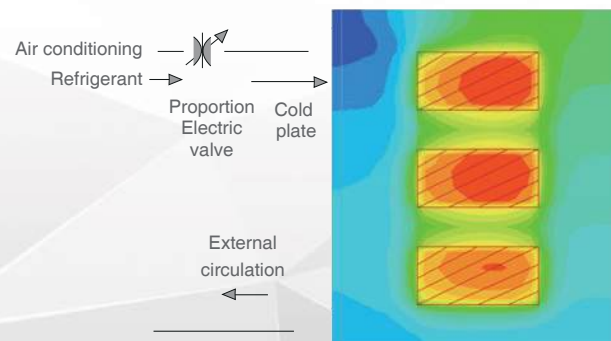 Air conditioning
Refrigerant
Proportion
Electric
valve
Cold
plate
External
circulation